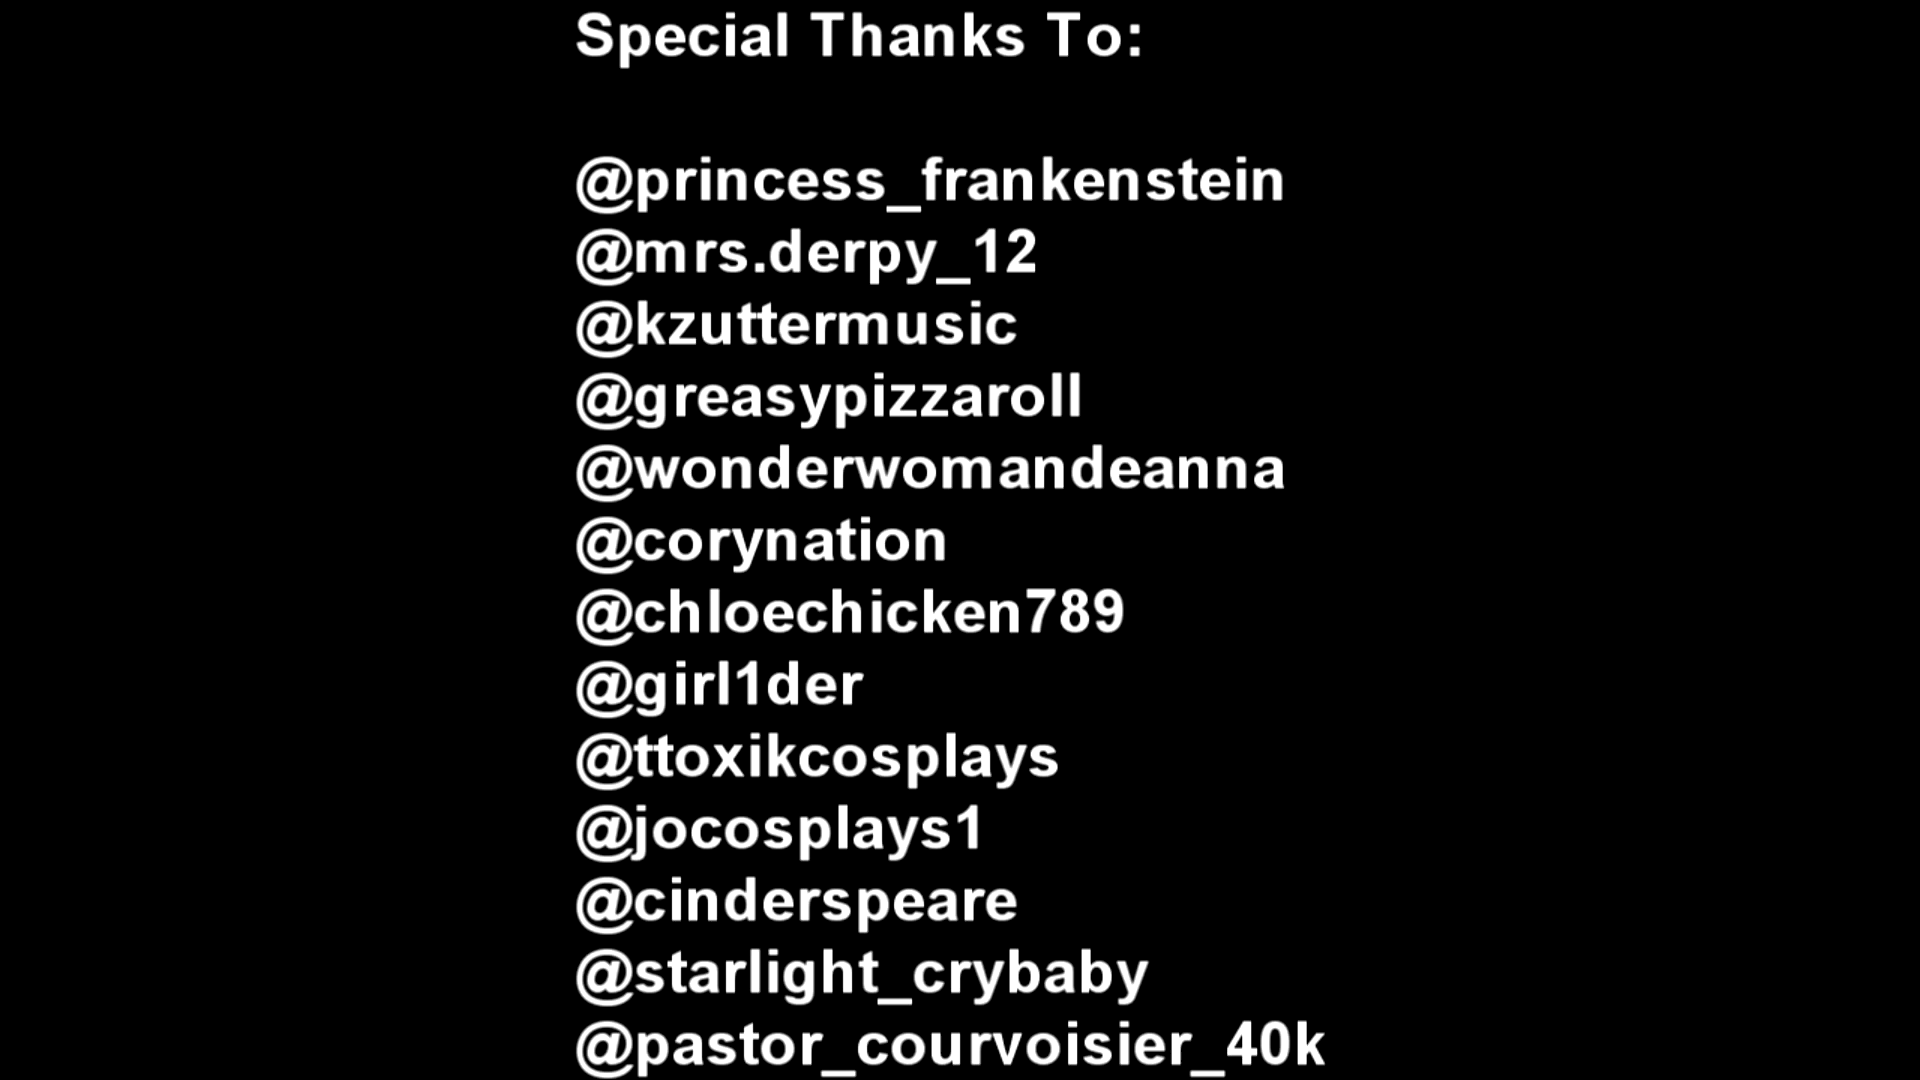 Special Thanks To:
@princess_frankenstein
@mrs.derpy_12
@kzuttermusic
@greasypizzaroll
@wonderwomandeanna
@corynation
@chloechicken789
@girl1der
@ttoxikcosplays
@jocosplays1
@cinderspeare
@starlight_crybaby
@pastor_courvoisier_40k